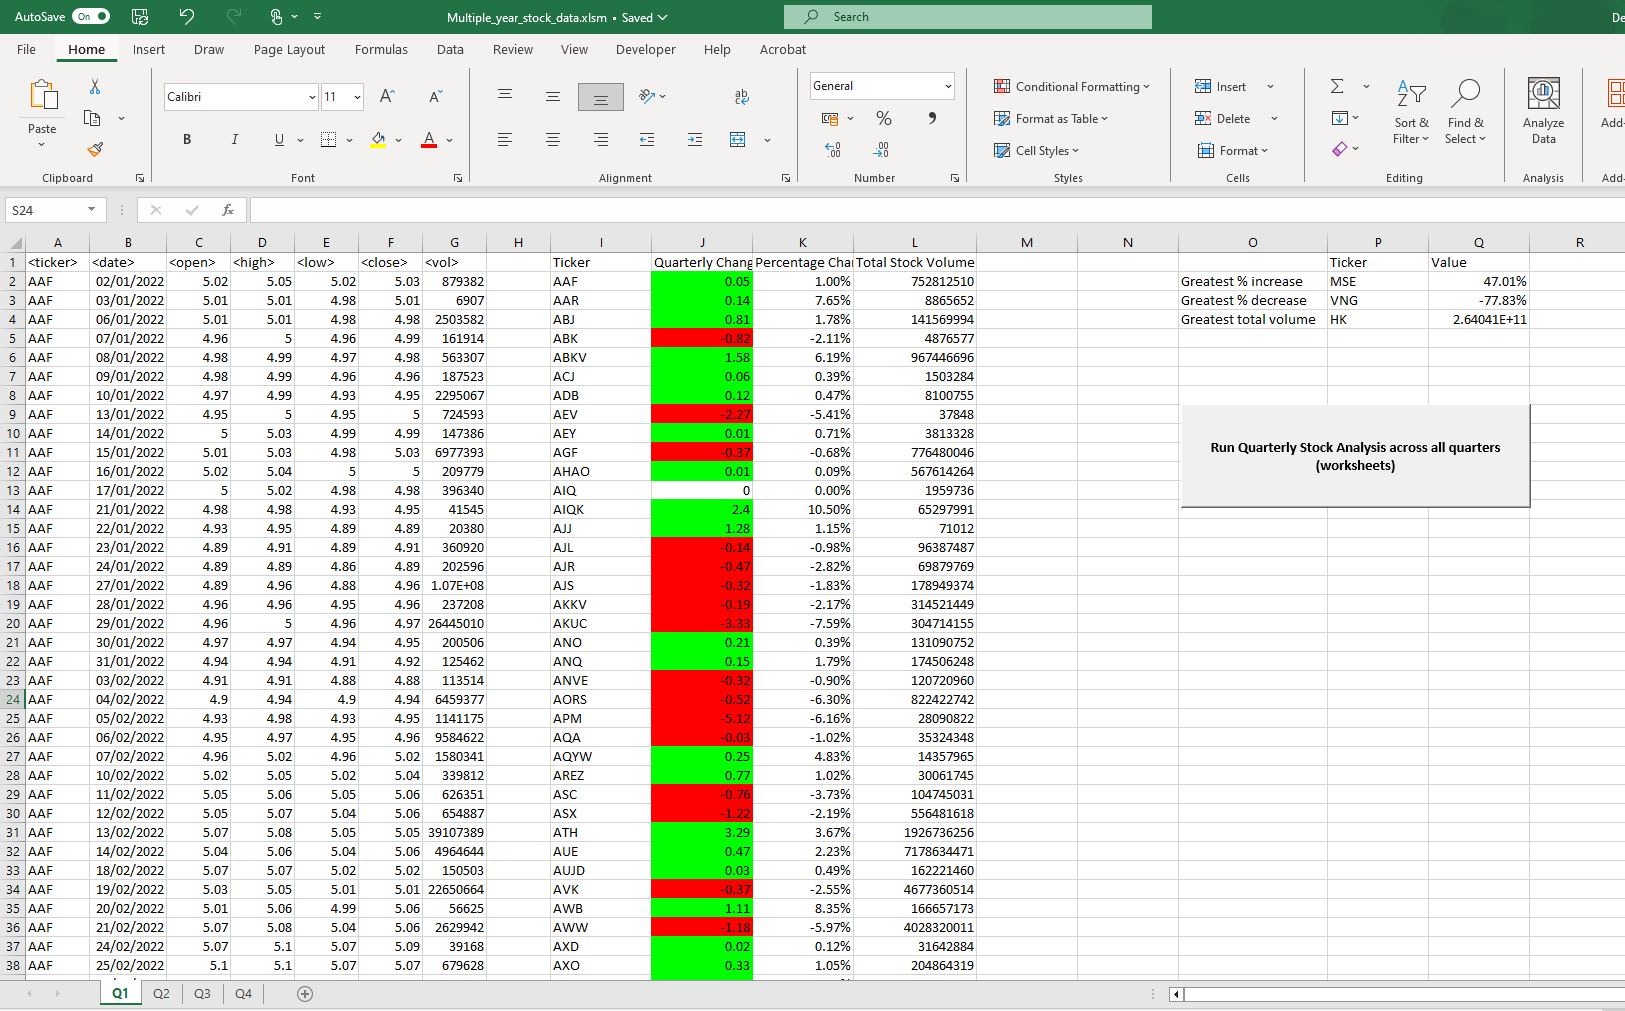 AutoSave On Multiple_year_stock_data.xlsm • Saved Search
File Home Insert Draw Page Layout Formulas Data Review View Developer Help Acrobat
Calibri 11 General Conditional Formatting Insert
Paste Format as Table Delete Sort & Filter Find & Select Analyze Data
B I U A % 9 Cell Styles Format
Clipboard Font Alignment Number Styles Cells Editing Analysis
S24 fx
A B C D E F G H I J K L M N O P Q R
1 <ticker> <date> <open> <high> <low> <close> <vol> Ticker Quarterly Chang Percentage Cha Total Stock Volume Ticker Value
2 AAF 02/01/2022 5.02 5.05 5.02 5.03 879382 AAF 0.05 1.00% 752812510 Greatest % increase MSE 47.01%
3 AAF 03/01/2022 5.01 5.01 4.98 5.01 6907 AAR 0.14 7.65% 8865652 Greatest % decrease VNG -77.83%
4 AAF 06/01/2022 5.01 5.01 4.98 4.98 2503582 ABJ 0.81 1.78% 141569994 Greatest total volume HK 2.64041E+11
5 AAF 07/01/2022 4.96 5 4.96 4.99 161914 ABK -0.82 -2.11% 4876577
6 AAF 08/01/2022 4.98 4.99 4.97 4.98 563307 ABKV 1.58 6.19% 967446696
7 AAF 09/01/2022 4.98 4.99 4.96 4.96 187523 ACJ 0.06 0.39% 1503284
8 AAF 10/01/2022 4.97 4.99 4.93 4.95 2295067 ADB 0.12 0.47% 8100755
9 AAF 13/01/2022 4.95 5 4.95 5 724593 AEV -2.27 -5.41% 37848
10 AAF 14/01/2022 5 5.03 4.99 4.99 147386 AEY 0.01 0.71% 3813328
11 AAF 15/01/2022 5.01 5.03 4.98 5.03 6977393 AGF -0.37 -0.68% 776480046 Run Quarterly Stock Analysis across all quarters
12 AAF 16/01/2022 5.02 5.04 5 5 209779 AHAO 0.01 0.09% 567614264 (worksheets)
13 AAF 17/01/2022 5 5.02 4.98 4.98 396340 AIQ 0 0.00% 1959736
14 AAF 21/01/2022 4.98 4.98 4.93 4.95 41545 AIQK 2.4 10.50% 65297991
15 AAF 22/01/2022 4.93 4.95 4.89 4.89 20380 AJJ 1.28 1.15% 71012
16 AAF 23/01/2022 4.89 4.91 4.89 4.91 360920 AJL -0.14 -0.98% 96387487
17 AAF 24/01/2022 4.89 4.89 4.86 4.89 202596 AJR -0.47 -2.82% 69879769
18 AAF 27/01/2022 4.89 4.96 4.88 4.96 1.07E+08 AJS -0.32 -1.83% 178949374
19 AAF 28/01/2022 4.96 4.96 4.95 4.96 237208 AKKV -0.19 -2.17% 314521449
20 AAF 29/01/2022 4.96 5 4.96 4.97 26445010 AKUC -3.33 -7.59% 304714155
21 AAF 30/01/2022 4.97 4.97 4.94 4.95 200506 ANO 0.21 0.39% 131090752
22 AAF 31/01/2022 4.94 4.94 4.91 4.92 125462 ANQ 0.15 1.79% 174506248
23 AAF 03/02/2022 4.91 4.91 4.88 4.88 113514 ANVE -0.32 -0.90% 120720960
24 AAF 04/02/2022 4.9 4.94 4.9 4.94 6459377 AORS -0.52 -6.30% 822422742
25 AAF 05/02/2022 4.93 4.98 4.93 4.95 1141175 APM -5.12 -6.16% 28090822
26 AAF 06/02/2022 4.95 4.97 4.95 4.96 9584622 AQA -0.03 -1.02% 35324348
27 AAF 07/02/2022 4.96 5.02 4.96 5.02 1580341 AQYW 0.25 4.83% 14357965
28 AAF 10/02/2022 5.02 5.05 5.02 5.04 339812 AREZ 0.77 1.02% 30061745
29 AAF 11/02/2022 5.05 5.06 5.05 5.06 626351 ASC -0.76 -3.73% 104745031
30 AAF 12/02/2022 5.05 5.07 5.04 5.06 654887 ASX -1.22 -2.19% 556481618
31 AAF 13/02/2022 5.07 5.08 5.05 5.05 39107389 ATH 3.29 3.67% 1926736256
32 AAF 14/02/2022 5.04 5.06 5.04 5.06 4964644 AUE 0.47 2.23% 7178634471
33 AAF 18/02/2022 5.07 5.07 5.02 5.02 150503 AUJD 0.03 0.49% 162221460
34 AAF 19/02/2022 5.03 5.05 5.01 5.01 22650664 AVK -0.37 -2.55% 4677360514
35 AAF 20/02/2022 5.01 5.06 4.99 5.06 56625 AWB 1.11 8.35% 166657173
36 AAF 21/02/2022 5.07 5.08 5.04 5.06 2629942 AWW -1.18 -5.97% 4028320011
37 AAF 24/02/2022 5.07 5.1 5.07 5.09 39168 AXD 0.02 0.12% 31642884
38 AAF 25/02/2022 5.1 5.1 5.07 5.07 679628 AXO 0.33 1.05% 204864319
Q1 Q2 Q3 Q4